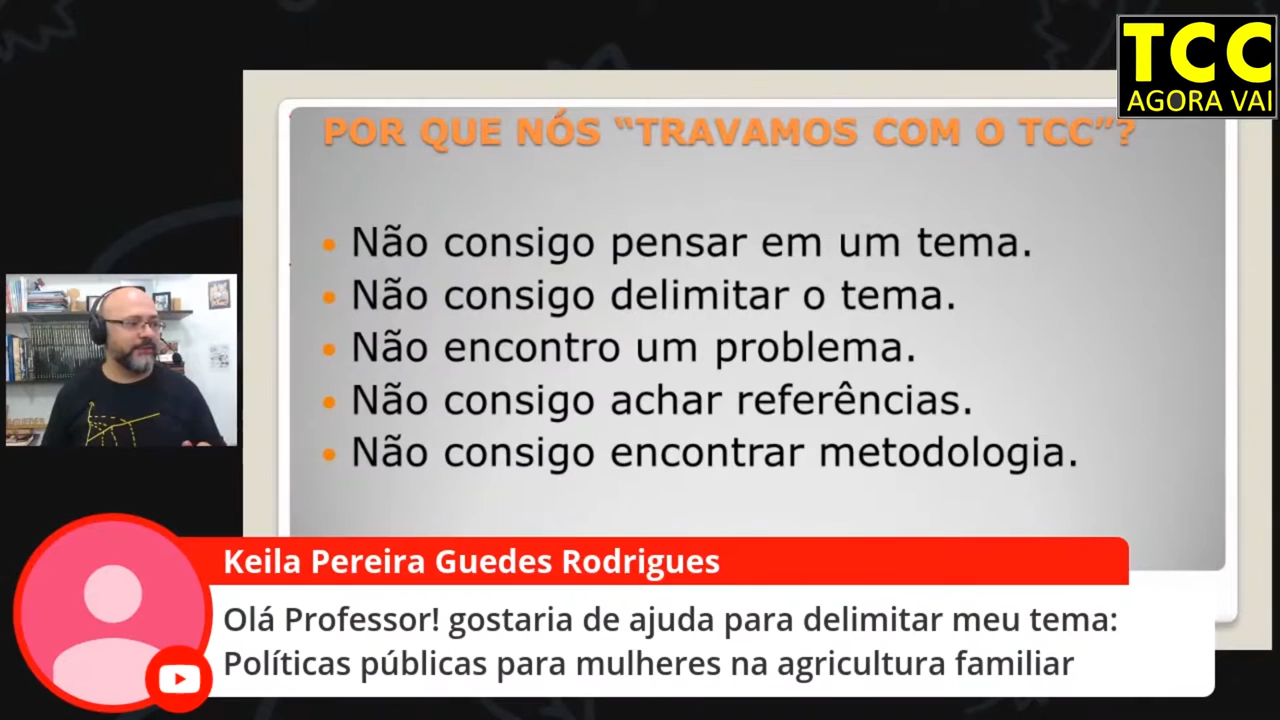 TCC
AGORA VAI
POR QUE NÓS “TRAVAMOS COM O TCC”?
• Não consigo pensar em um tema.
• Não consigo delimitar o tema.
• Não encontro um problema.
• Não consigo achar referências.
• Não consigo encontrar metodologia.
Keila Pereira Guedes Rodrigues
Olá Professor! gostaria de ajuda para delimitar meu tema:
Políticas públicas para mulheres na agricultura familiar